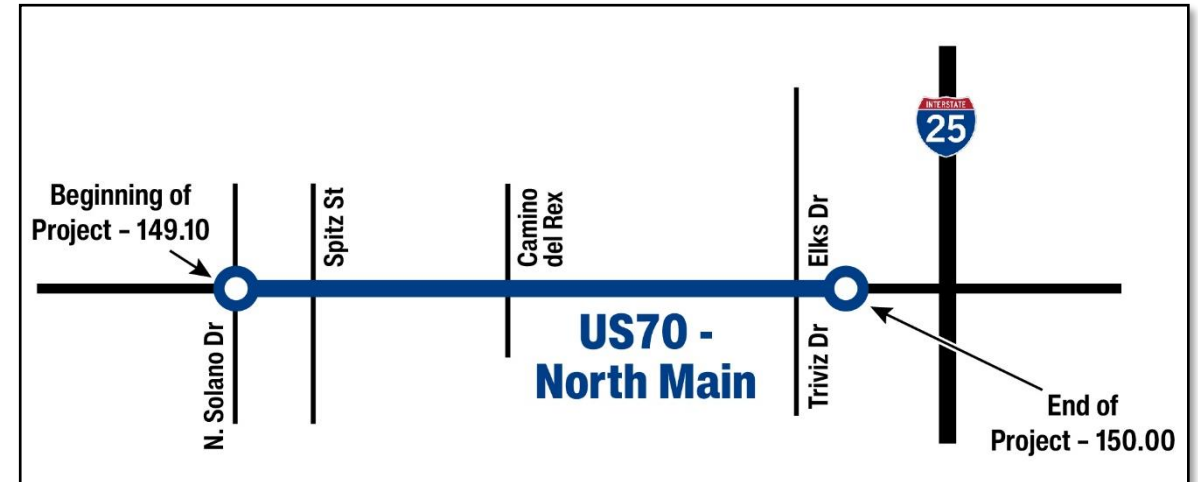 Beginning of
Project – 149.10
N. Solano Dr
Spitz St
Camino
del Rex
US70 -
North Main
Elks Dr
Triviz Dr
INTERSTATE
25
End of
Project – 150.00